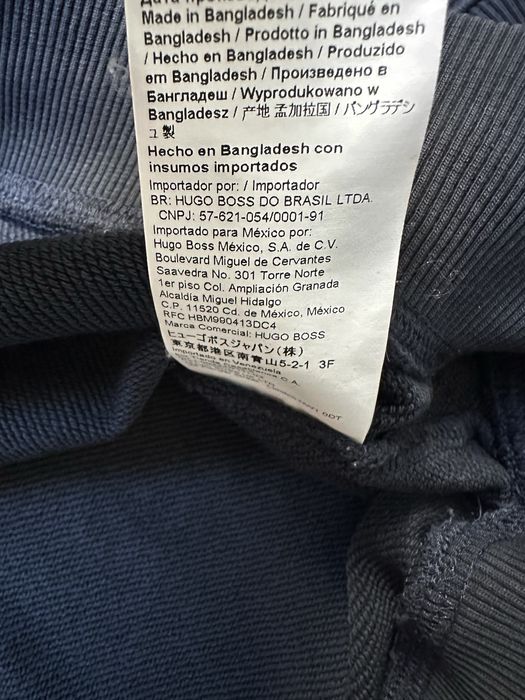 Made in Bangladesh / Fabriqué en
Bangladesh / Prodotto in Bangladesh
/ Hecho en Bangladesh / Produzido
em Bangladesh / Произведено в
Бангладеш / Wyprodukowano w
Bangladesz / 产地 孟加拉国 / バングラデシ
ュ製
Hecho en Bangladesh con
insumos importados
Importador por: / Importador
BR: HUGO BOSS DO BRASIL LTDA.
CNPJ: 57-621-054/0001-91
Importado para México por:
Hugo Boss México, S.A. de C.V.
Boulevard Miguel de Cervantes
Saavedra No. 301 Torre Norte
1er piso Col. Ampliación Granada
Alcaldía Miguel Hidalgo
C.P. 11520 Cd. de México, México
RFC HBM990413DC4
Marca Comercial: HUGO BOSS
ヒューゴボスジャパン(株)
東京都港区南青山5-2-1 3F
Importado en Venezuela
C.A.